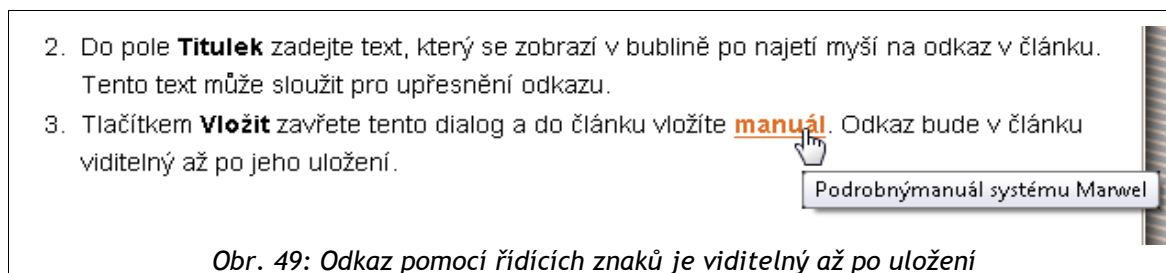 2. Do pole Titulek zadejte text, který se zobrazí v bublině po najetí myší na odkaz v článku.
Tento text může sloužit pro upřesnění odkazu.
3. Tlačítkem Vložit zavřete tento dialog a do článku vložíte manuál. Odkaz bude v článku
viditelný až po jeho uložení.
Podrobnýmanuál systému Marwel
Obr. 49: Odkaz pomocí řídících znaků je viditelný až po uložení